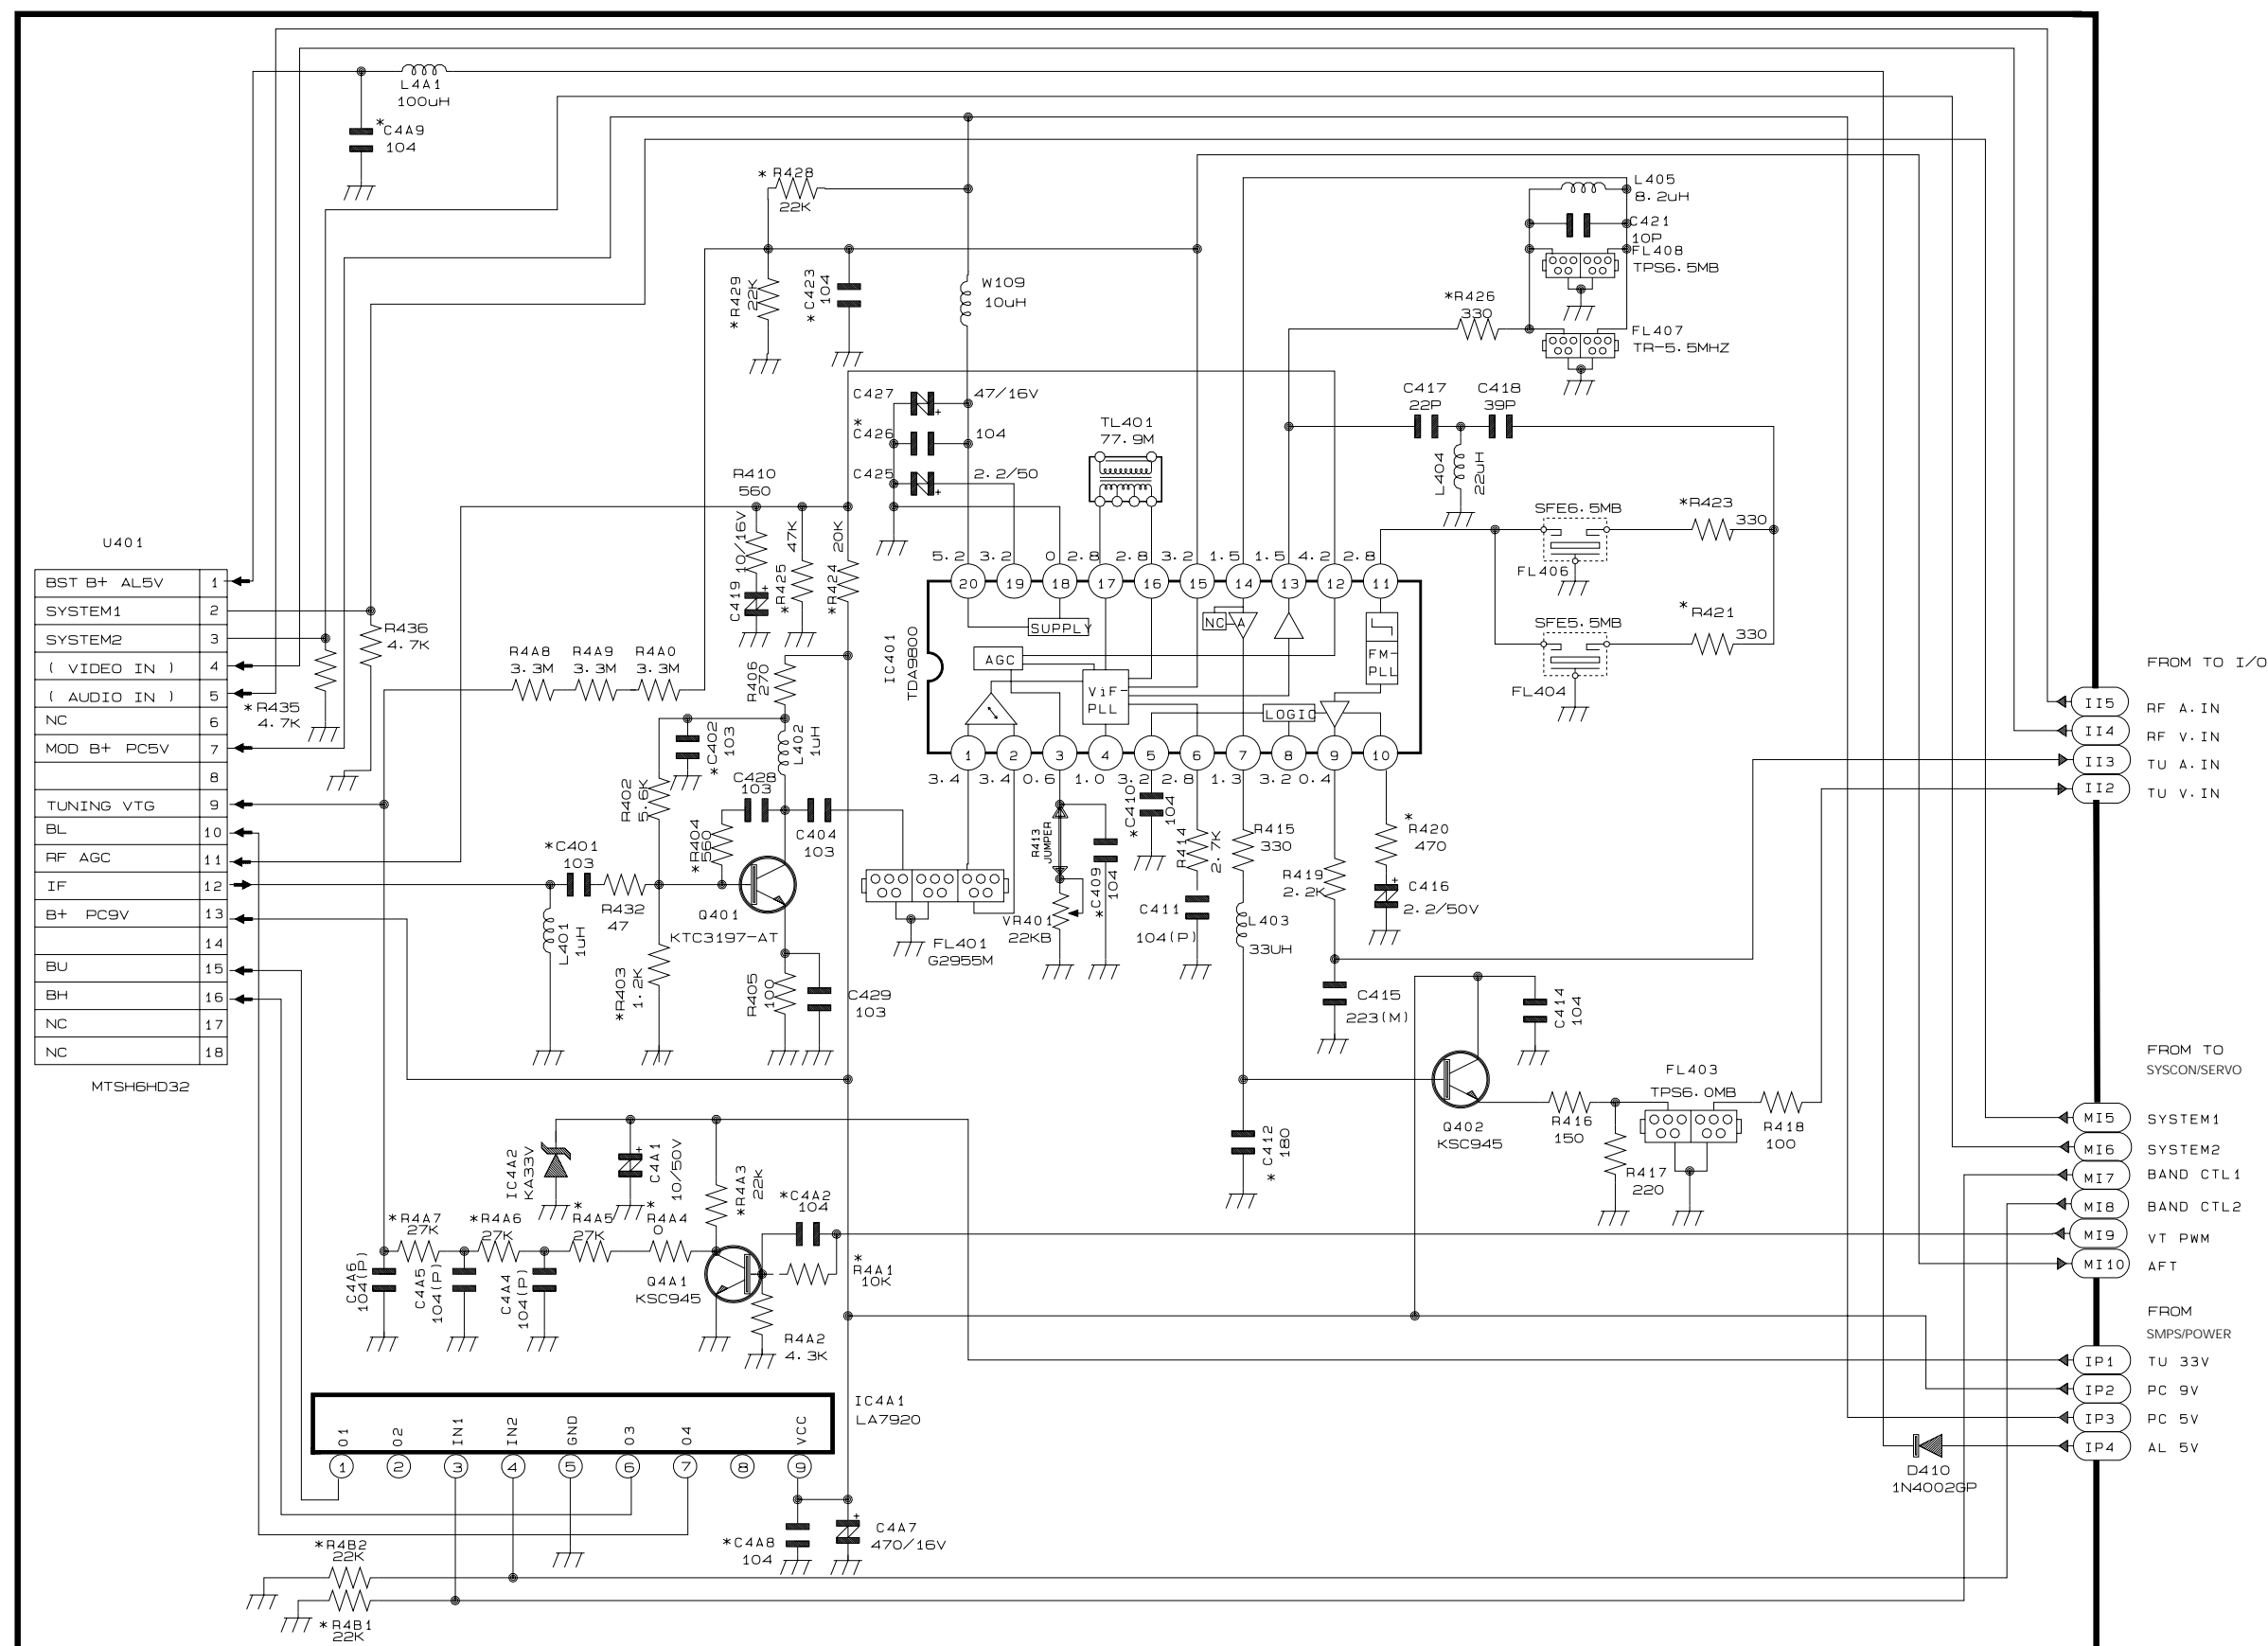 L4A1
100uH
*C4A9
104
* R428
22K
*R429
22K
*C423
104
W109
10uH
L405
8.2uH
C421
10P
FL408
TPS6.5MB
*R426
330
FL407
TR-5.5MHZ
C427
47/16V
*
C426
104
C425
2.2/50
TL401
77.9M
C417
22P
C418
39P
L404
22uH
SFE6.5MB
*R423
330
FL406
SFE5.5MB
*R421
330
FL404
R410
560
10/16V
C419
47K
*R425
20K
*R424
U401
BST B+ AL5V 1
SYSTEM1 2
SYSTEM2 3
( VIDEO IN ) 4
( AUDIO IN ) 5
NC 6
MOD B+ PC5V 7
8
TUNING VTG 9
BL 10
RF AGC 11
IF 12
B+ PC9V 13
14
BU 15
BH 16
NC 17
NC 18
MTSH6HD32
R436
4.7K
*R435
4.7K
R4A8
3.3M
R4A9
3.3M
R4A0
3.3M
R406
270
*C402
103
L402
1uH
C428
103
R402
5.6K
*R404
560
C404
103
*C401
103
R432
47
L401
1uH
*R403
1.2K
Q401
KTC3197-AT
R405
100
C429
103
FL401
G2955M
IC401
TDA9800
5.2 3.2 0 2.8 2.8 3.2 1.5 1.5 4.2 2.8
20 19 18 17 16 15 14 13 12 11
SUPPLY
NC
A
AGC
ViF-
PLL
FM-
PLL
LOGIC
1 2 3 4 5 6 7 8 9 10
3.4 3.4 0.6 1.0 3.2 2.8 1.3 3.2 0.4
R413
JUMPER
*C409
104
VR401
22KB
*C410
104
R414
2.7K
C411
104(P)
R415
330
L403
33UH
R419
2.2K
*
R420
470
C416
2.2/50V
C415
223(M)
C414
104
* C412
180
Q402
KSC945
R416
150
R417
220
FL403
TPS6.0MB
R418
100
IC4A2
KA33V
C4A1
10/50V
*R4A3
22K
*C4A2
104
*R4A7
27K
*R4A6
27K
*
R4A5
27K
*
R4A4
0
C4A6
104(P)
C4A5
104(P)
C4A4
104(P)
Q4A1
KSC945
*
R4A1
10K
R4A2
4.3K
IC4A1
LA7920
O1 O2 IN1 IN2 GND O3 O4 VCC
1 2 3 4 5 6 7 8 9
*C4A8
104
C4A7
470/16V
*R4B2
22K
*R4B1
22K
D410
1N4002GP
FROM TO I/O
II5 RF A.IN
II4 RF V.IN
II3 TU A.IN
II2 TU V.IN
FROM TO
SYSCON/SERVO
MI5 SYSTEM1
MI6 SYSTEM2
MI7 BAND CTL1
MI8 BAND CTL2
MI9 VT PWM
MI10 AFT
FROM
SMPS/POWER
IP1 TU 33V
IP2 PC 9V
IP3 PC 5V
IP4 AL 5V